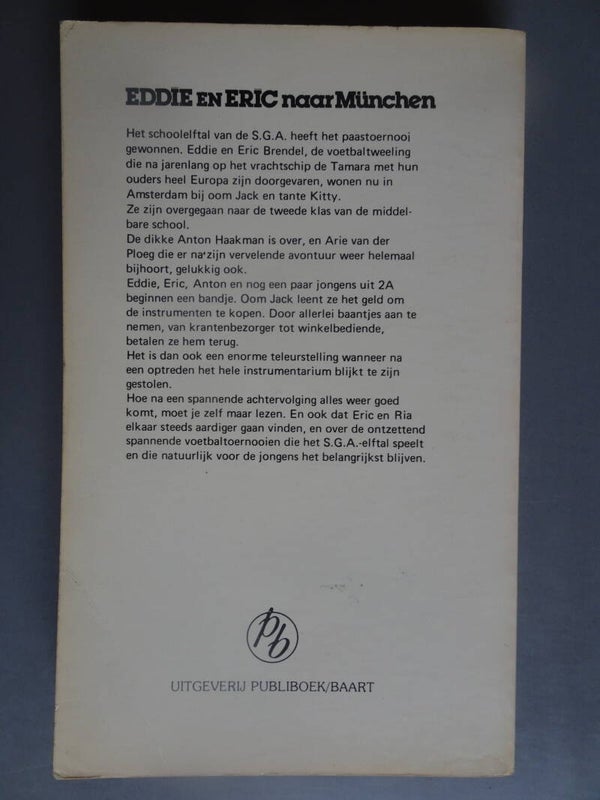 EDDIE EN ERIC naar München
Het schoolelftal van de S.G.A. heeft het paastoernooi
gewonnen. Eddie en Eric Brendel, de voetbaltweeling
die na jarenlang op het vrachtschip de Tamara met hun
ouders heel Europa zijn doorgevaren, wonen nu in
Amsterdam bij oom Jack en tante Kitty.
Ze zijn overgegaan naar de tweede klas van de middel-
bare school.
De dikke Anton Haakman is over, en Arie van der
Ploeg die er na zijn vervelende avontuur weer helemaal
bijhoort, gelukkig ook.
Eddie, Eric, Anton en nog een paar jongens uit 2A
beginnen een bandje. Oom Jack leent ze het geld om
de instrumenten te kopen. Door allerlei baantjes aan te
nemen, van krantenbezorger tot winkelbediende,
betalen ze hem terug.
Het is dan ook een enorme teleurstelling wanneer na
een optreden het hele instrumentarium blijkt te zijn
gestolen.
Hoe na een spannende achtervolging alles weer goed
komt, moet je zelf maar lezen. En ook dat Eric en Ria
elkaar steeds aardiger gaan vinden, en over de ontzettend
spannende voetbaltoernooien die het S.G.A.-elftal speelt
en die natuurlijk voor de jongens het belangrijkst blijven.
pb
UITGEVERIJ PUBLIBOEK/BAART